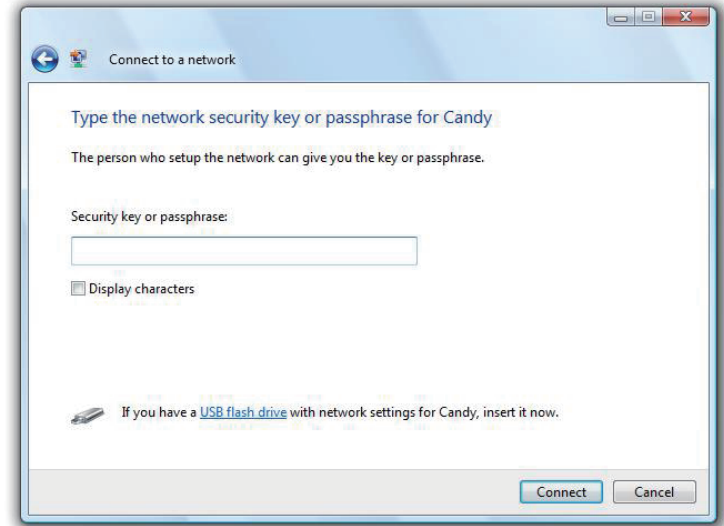 Connect to a network
Type the network security key or passphrase for Candy
The person who setup the network can give you the key or passphrase.
Security key or passphrase:
Display characters
If you have a USB flash drive with network settings for Candy, insert it now.
Connect Cancel